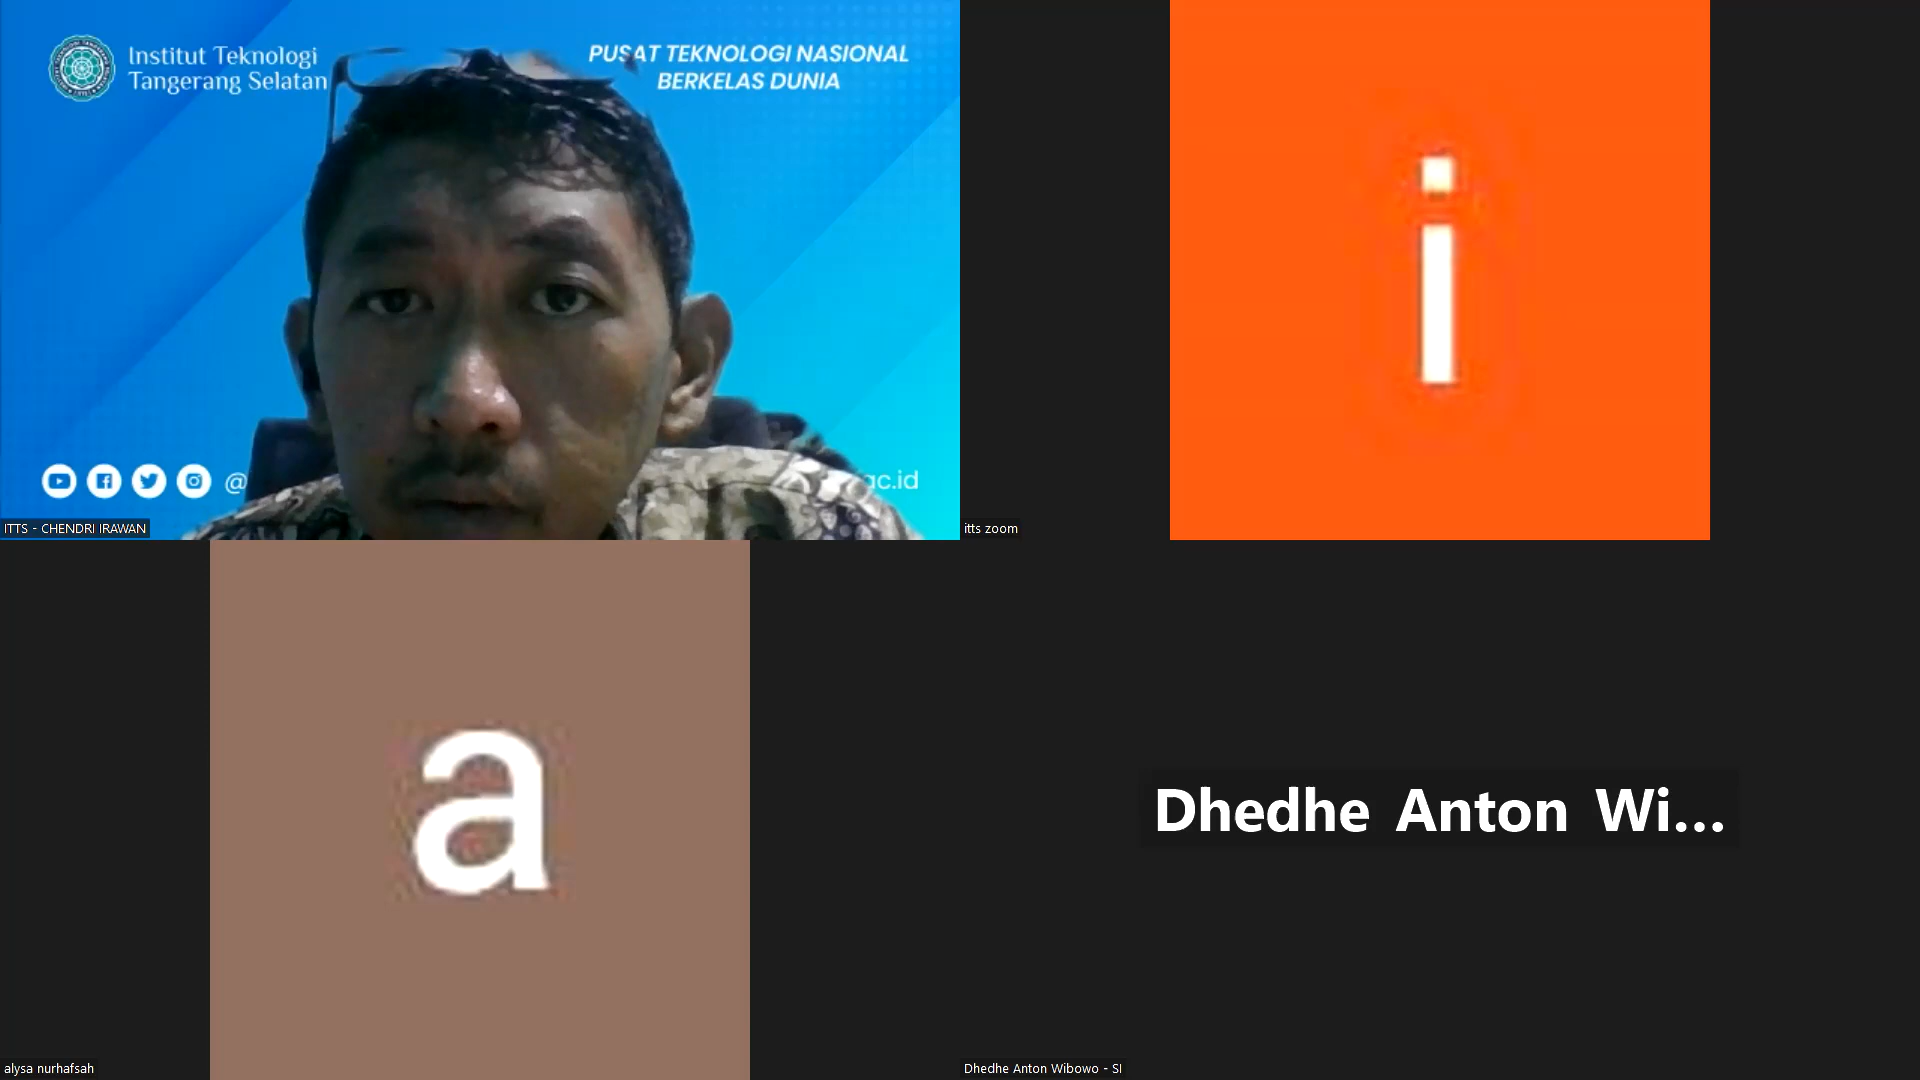 Institut Teknologi
Tangerang Selatan
PUSAT TEKNOLOGI NASIONAL
BERKELAS DUNIA
@
ac.id
ITTS - CHENDRI IRAWAN
i
itts zoom
a
alysa nurhafsah
Dhedhe Anton Wi...
Dhedhe Anton Wibowo - SI